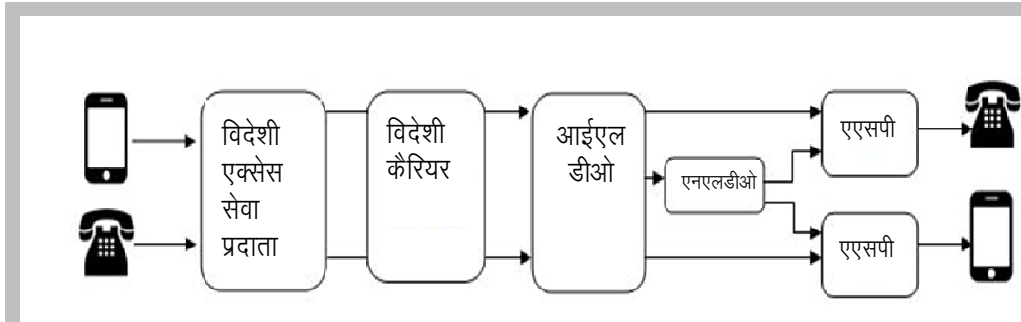 विदेशी
एक्सेस
सेवा
प्रदाता
विदेशी
कैरियर
आईएल
डीओ
एनएलडीओ
एएसपी
एएसपी